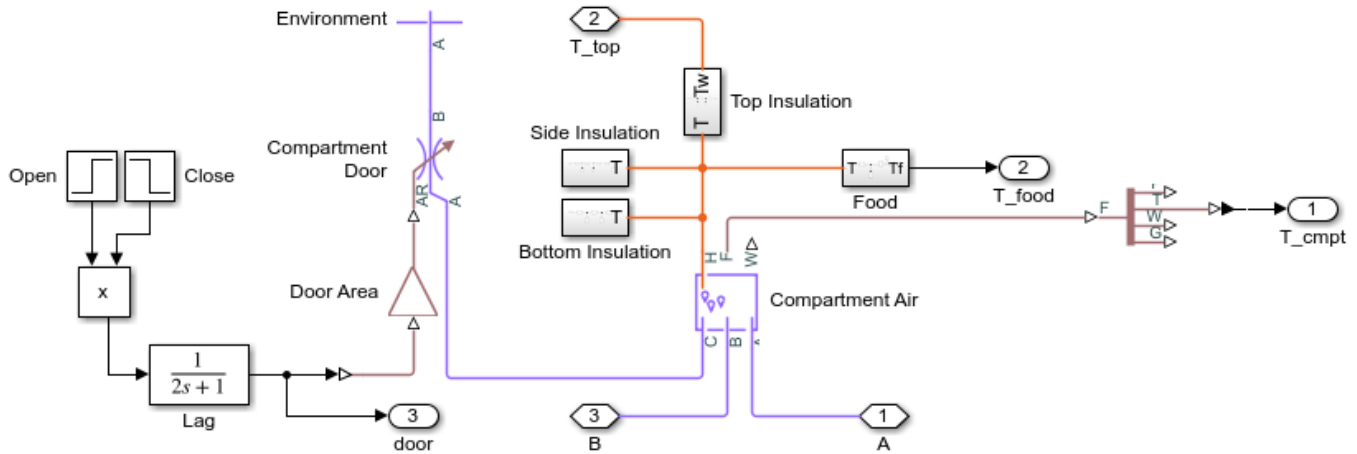 Environment
A
B
2
T_top
Tw
T
Top Insulation
Compartment
Door
Side Insulation
T
Open
Close
AR
A
T
Tf
Food
2
T_food
T
Bottom Insulation
F
T
W
G
1
T_cmpt
H
F
W
x
Door Area
Compartment Air
C
B
1
2s + 1
Lag
3
door
3
B
1
A